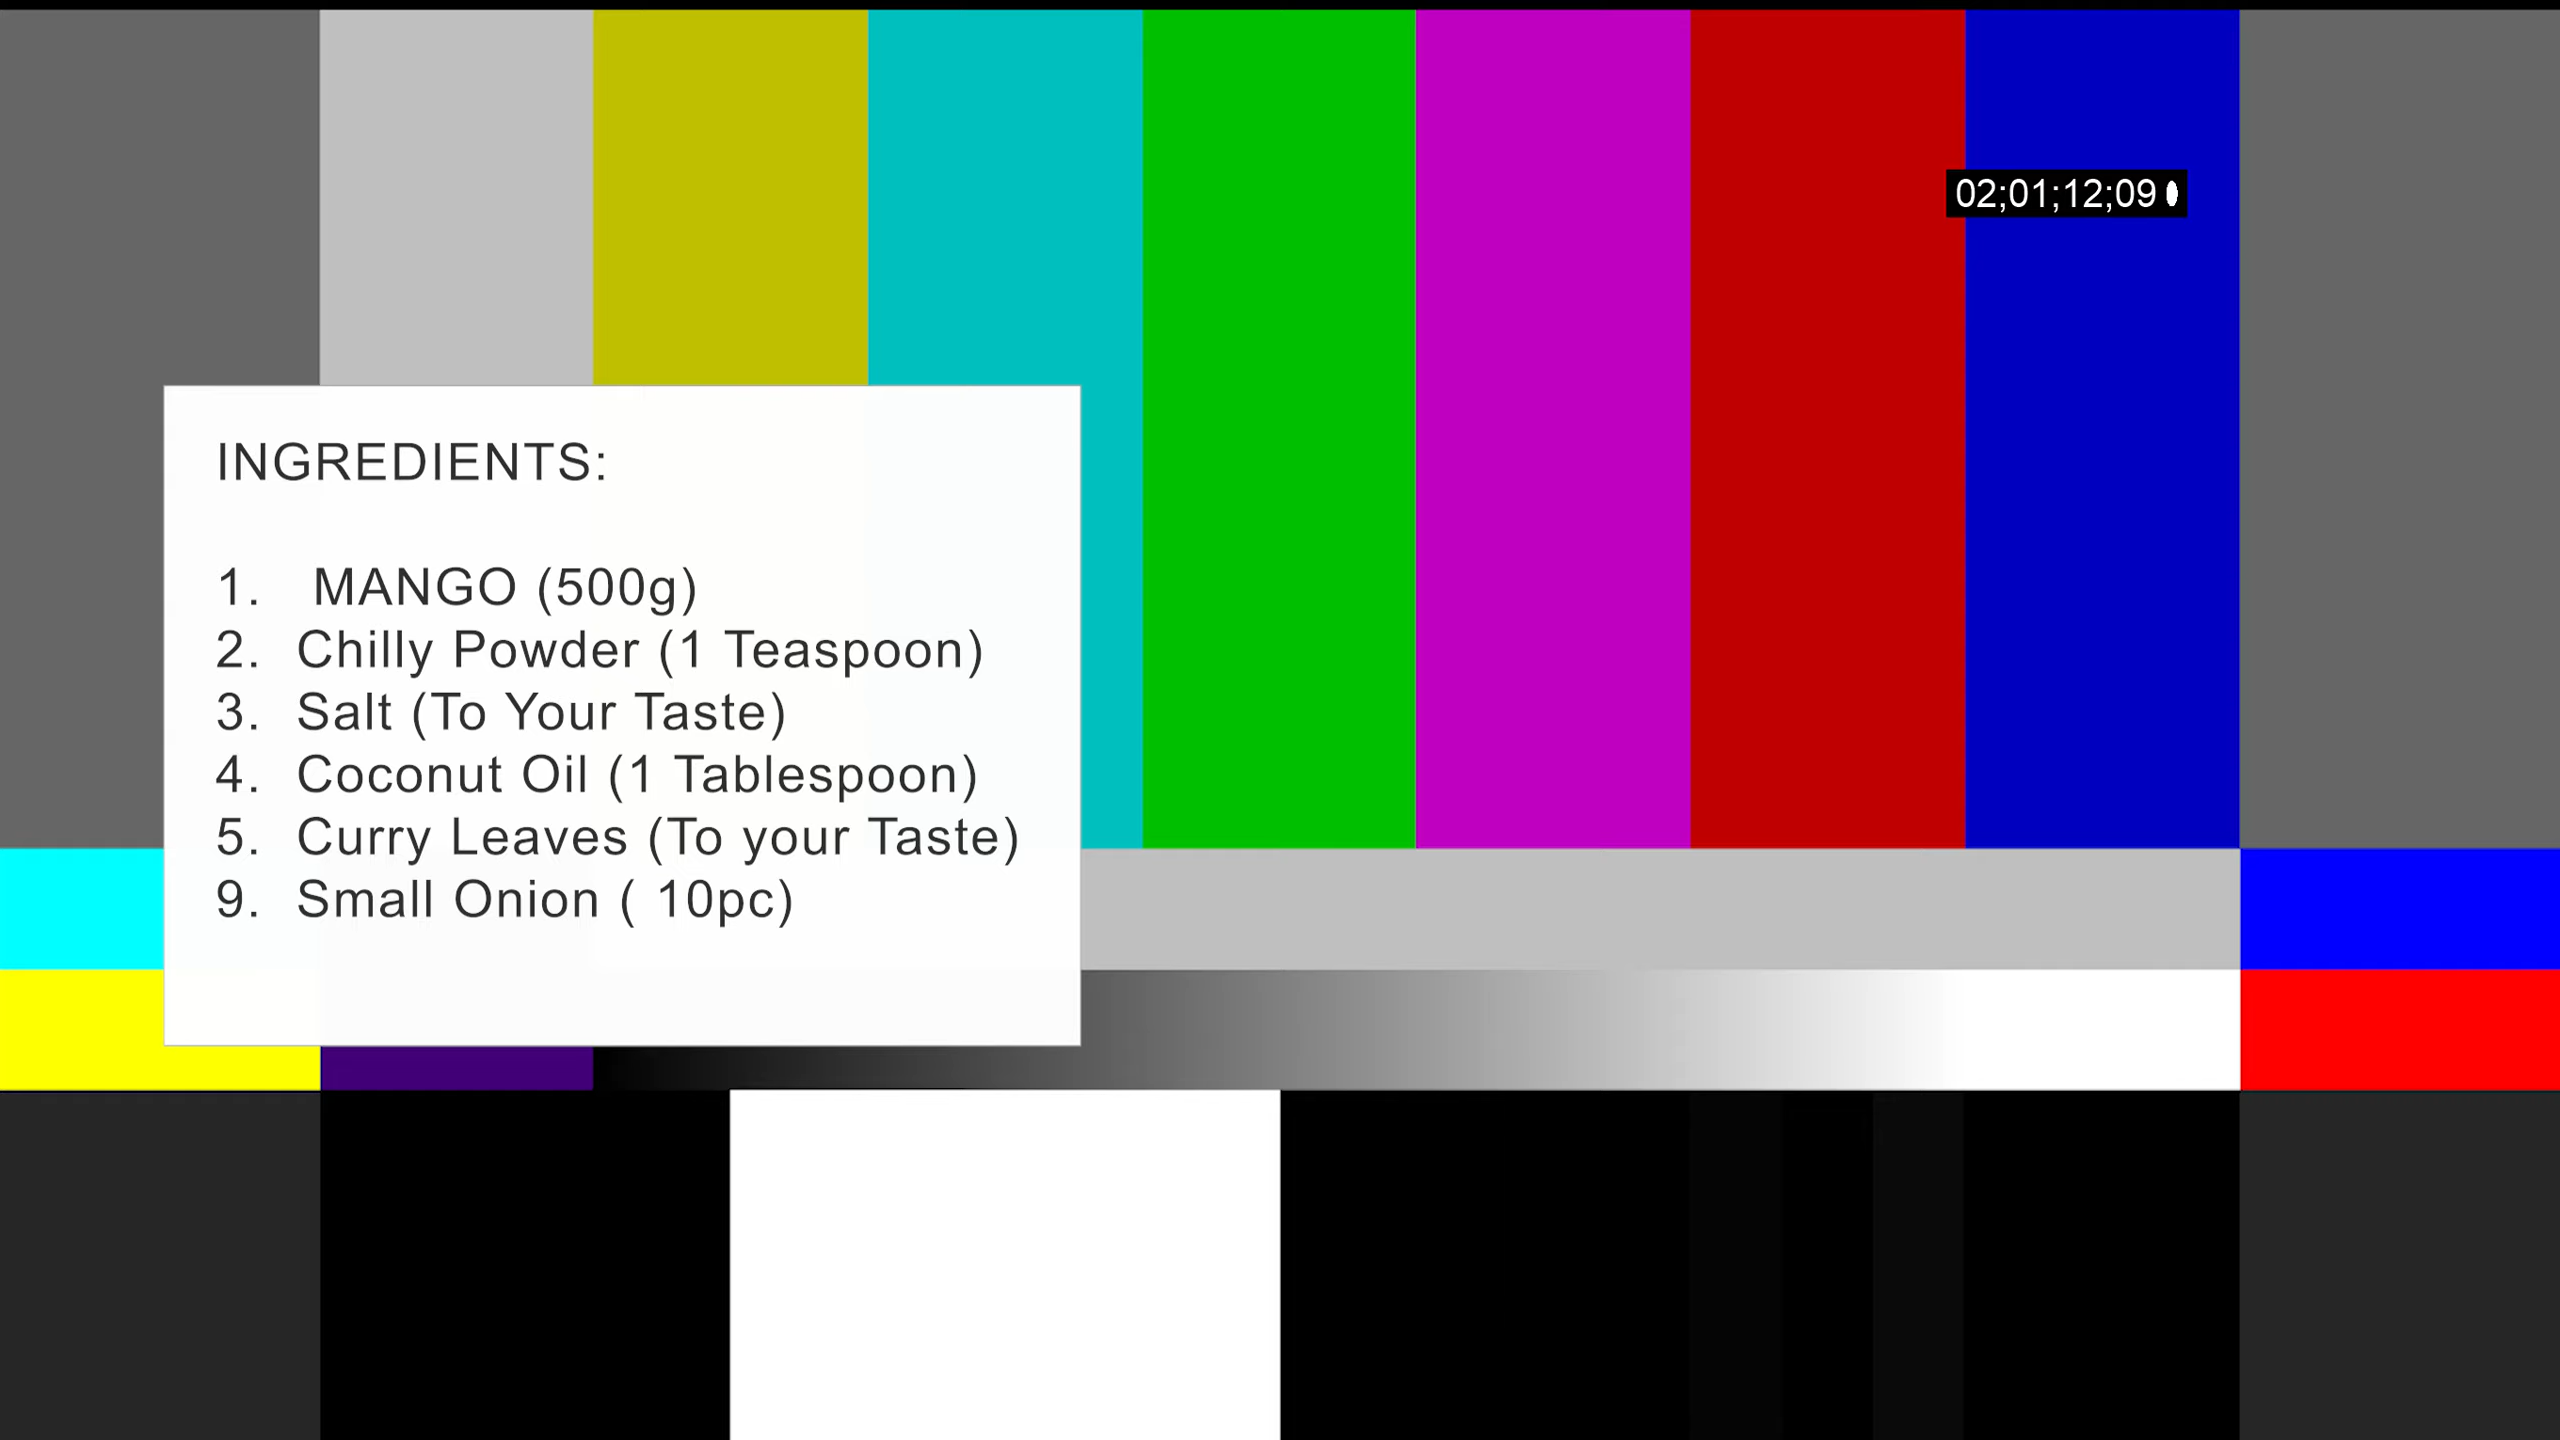 02;01;12;09
INGREDIENTS:
1. MANGO (500g)
2. Chilly Powder (1 Teaspoon)
3. Salt (To Your Taste)
4. Coconut Oil (1 Tablespoon)
5. Curry Leaves (To your Taste)
9. Small Onion ( 10pc)